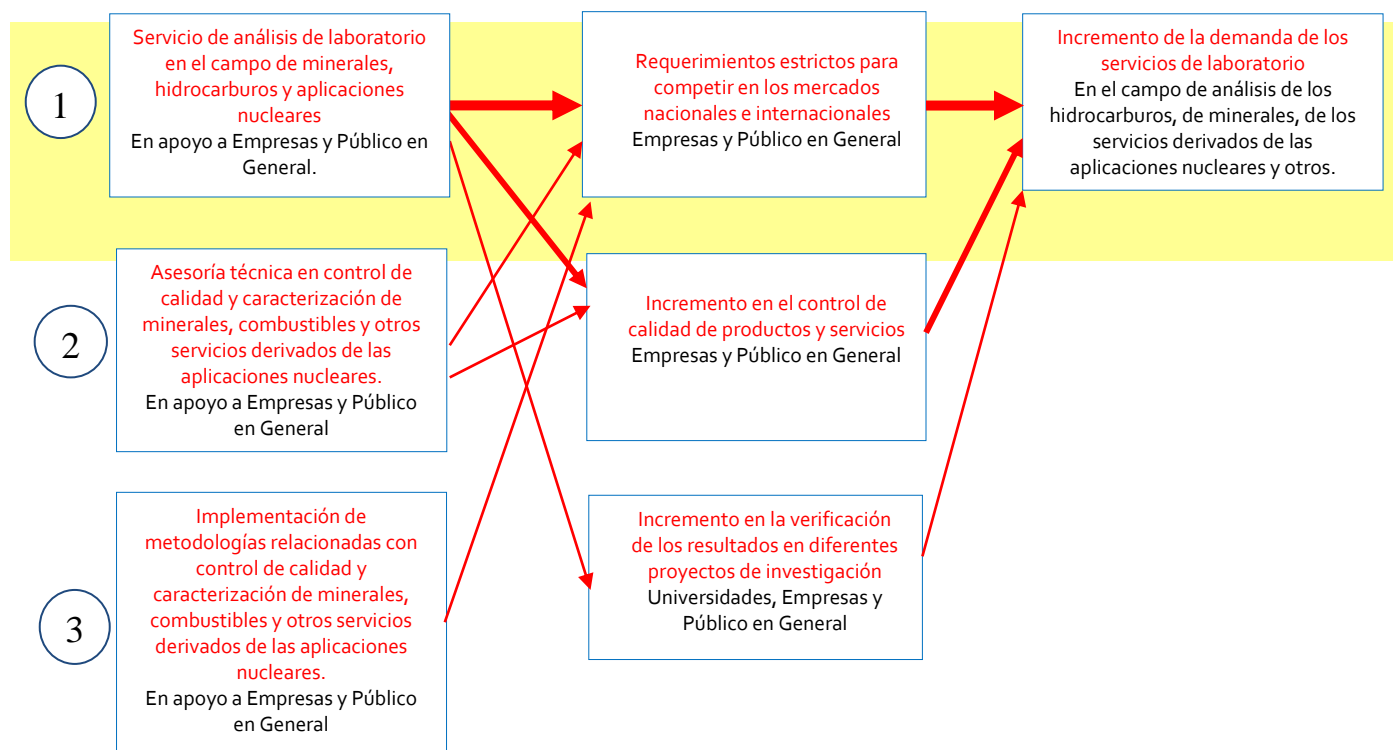 1
Servicio de análisis de laboratorio
en el campo de minerales,
hidrocarburos y aplicaciones
nucleares
En apoyo a Empresas y Público en
General.
Requerimientos estrictos para
competir en los mercados
nacionales e internacionales
Empresas y Público en General
Incremento de la demanda de los
servicios de laboratorio
En el campo de análisis de los
hidrocarburos, de minerales, de los
servicios derivados de las
aplicaciones nucleares y otros.
2
Asesoría técnica en control de
calidad y caracterización de
minerales, combustibles y otros
servicios derivados de las
aplicaciones nucleares.
En apoyo a Empresas y Público
en General
Incremento en el control de
calidad de productos y servicios
Empresas y Público en General
3
Implementación de
metodologías relacionadas con
control de calidad y
caracterización de minerales,
combustibles y otros servicios
derivados de las aplicaciones
nucleares.
En apoyo a Empresas y Público
en General
Incremento en la verificación
de los resultados en diferentes
proyectos de investigación
Universidades, Empresas y
Público en General